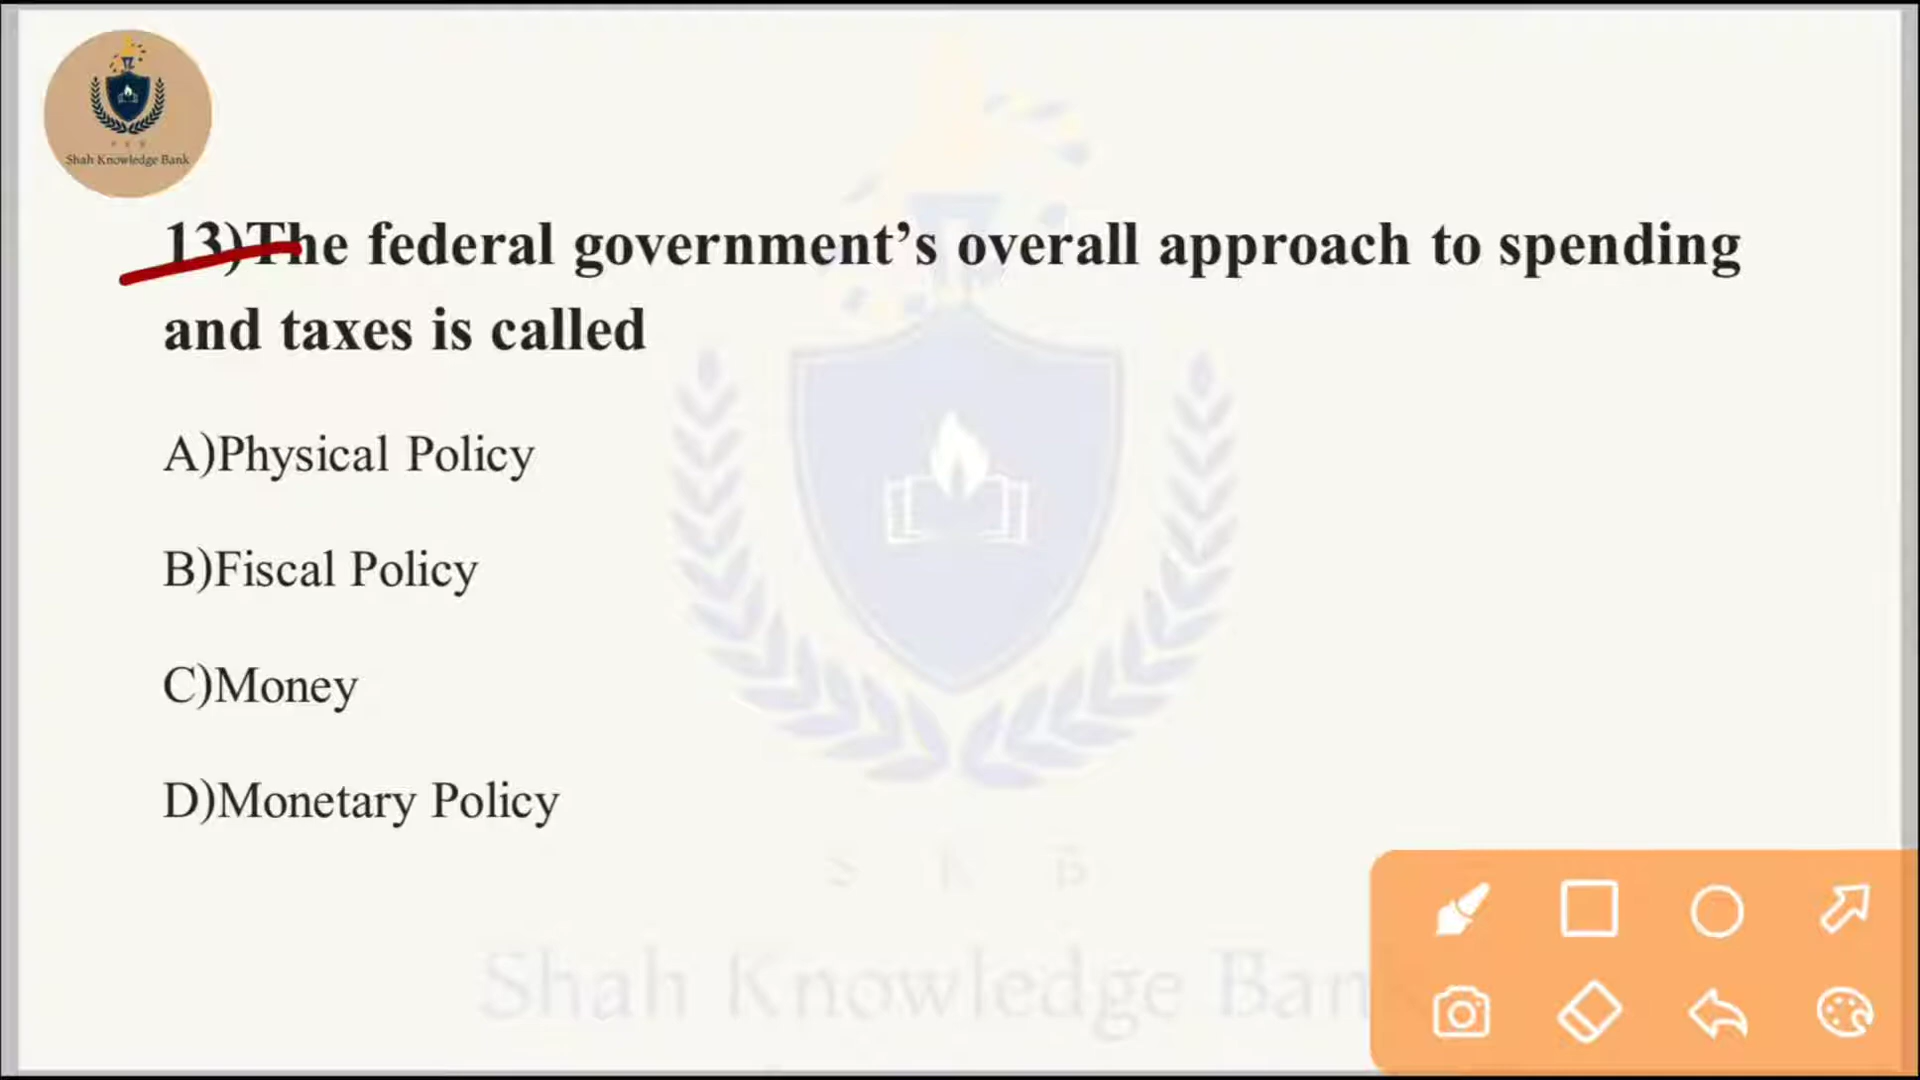 Shah Knowledge Bank
13)The federal government’s overall approach to spending
and taxes is called
A)Physical Policy
B)Fiscal Policy
C)Money
D)Monetary Policy
S K B
Shah Knowledge Bank